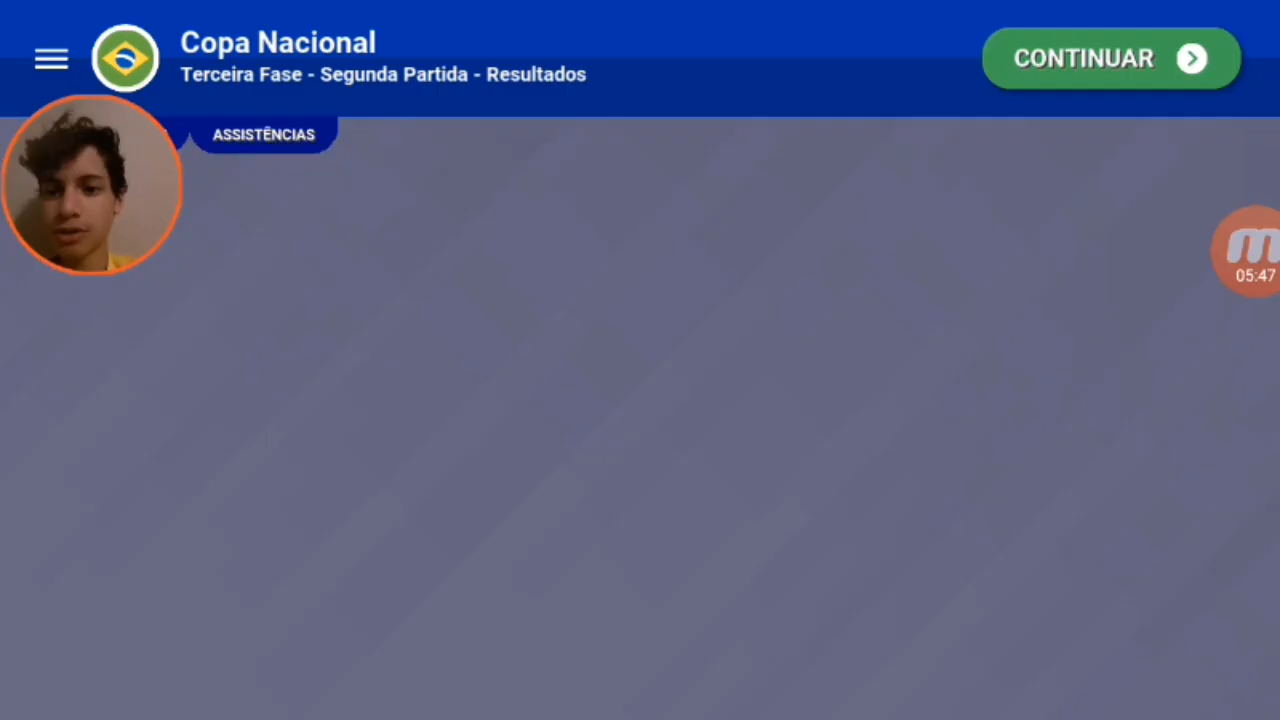 Copa Nacional
Terceira Fase - Segunda Partida - Resultados
CONTINUAR
ASSISTÊNCIAS
m
05:47